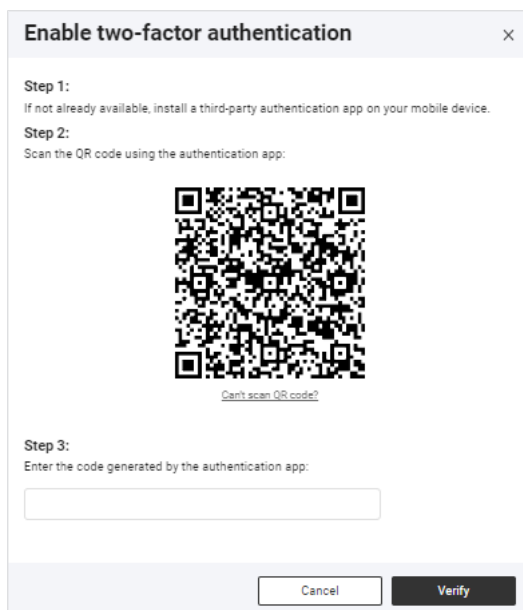 Enable two-factor authentication
Step 1:
If not already available, install a third-party authentication app on your mobile device.
Step 2:
Scan the QR code using the authentication app:
Can't scan QR code?
Step 3:
Enter the code generated by the authentication app:
Cancel Verify